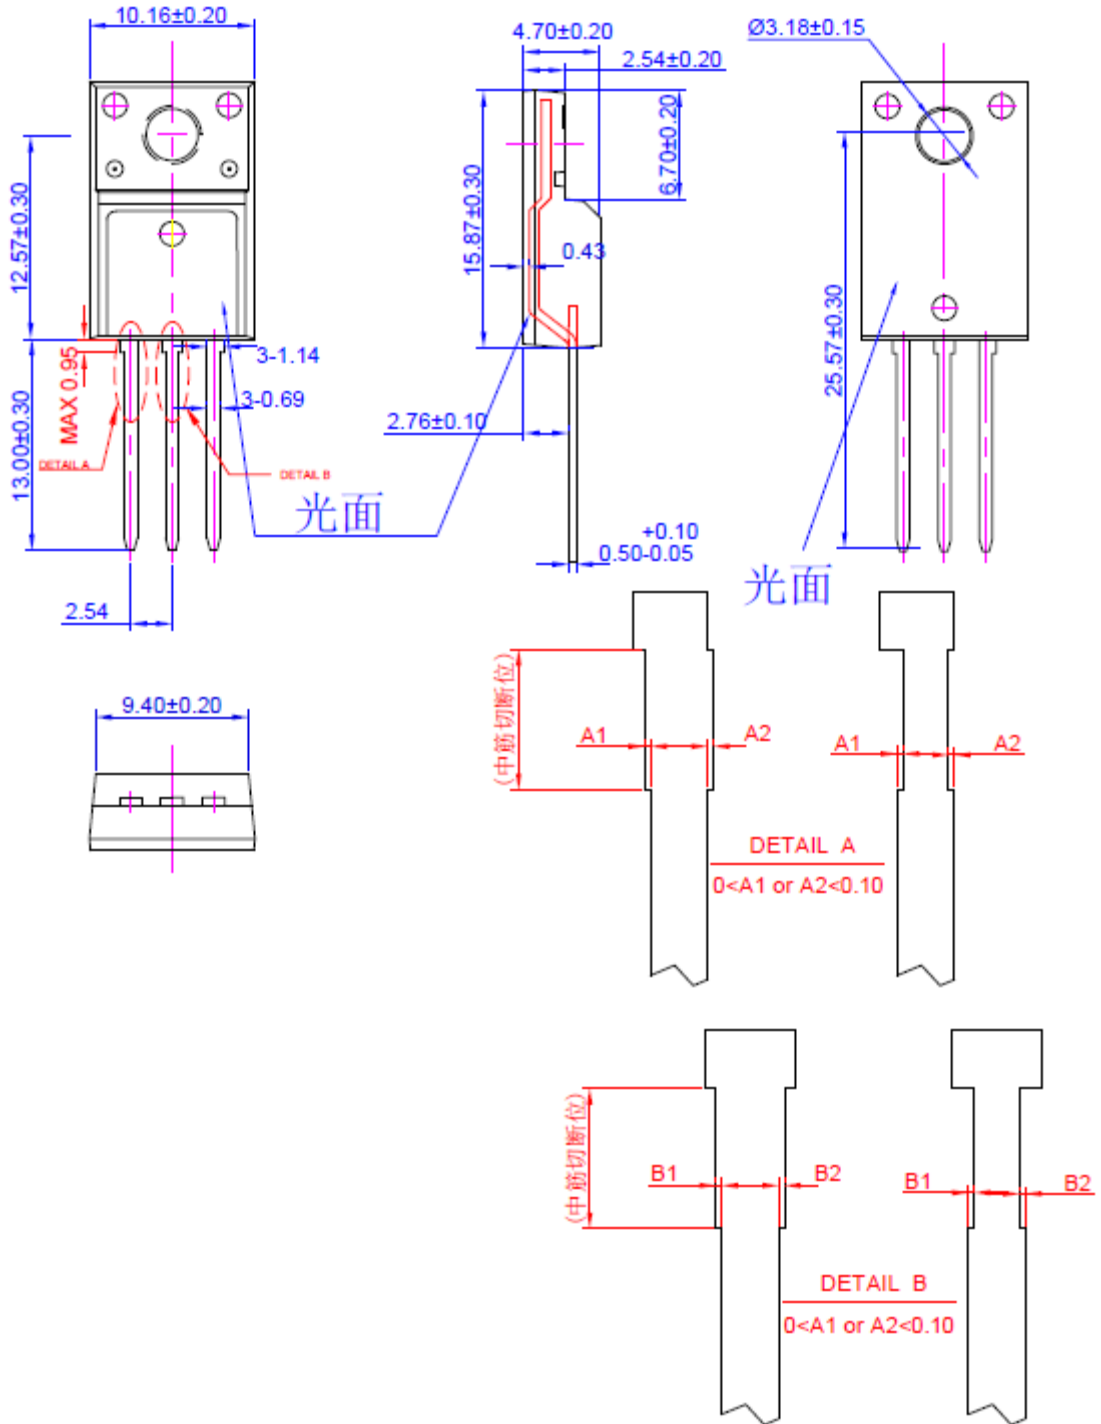 10.16±0.20
4.70±0.20
2.54±0.20
Ø3.18±0.15
12.57±0.30
15.87±0.30
6.70±0.20
0.43
25.57±0.30
MAX 0.95
3-1.14
3-0.69
13.00±0.30
DETAIL A
DETAIL B
2.76±0.10
光面
+0.10
0.50-0.05
光面
2.54
9.40±0.20
(中筋切断位)
A1
A2
A1
A2
DETAIL A
0<A1 or A2<0.10
(中筋切断位)
B1
B2
B1
B2
DETAIL B
0<A1 or A2<0.10